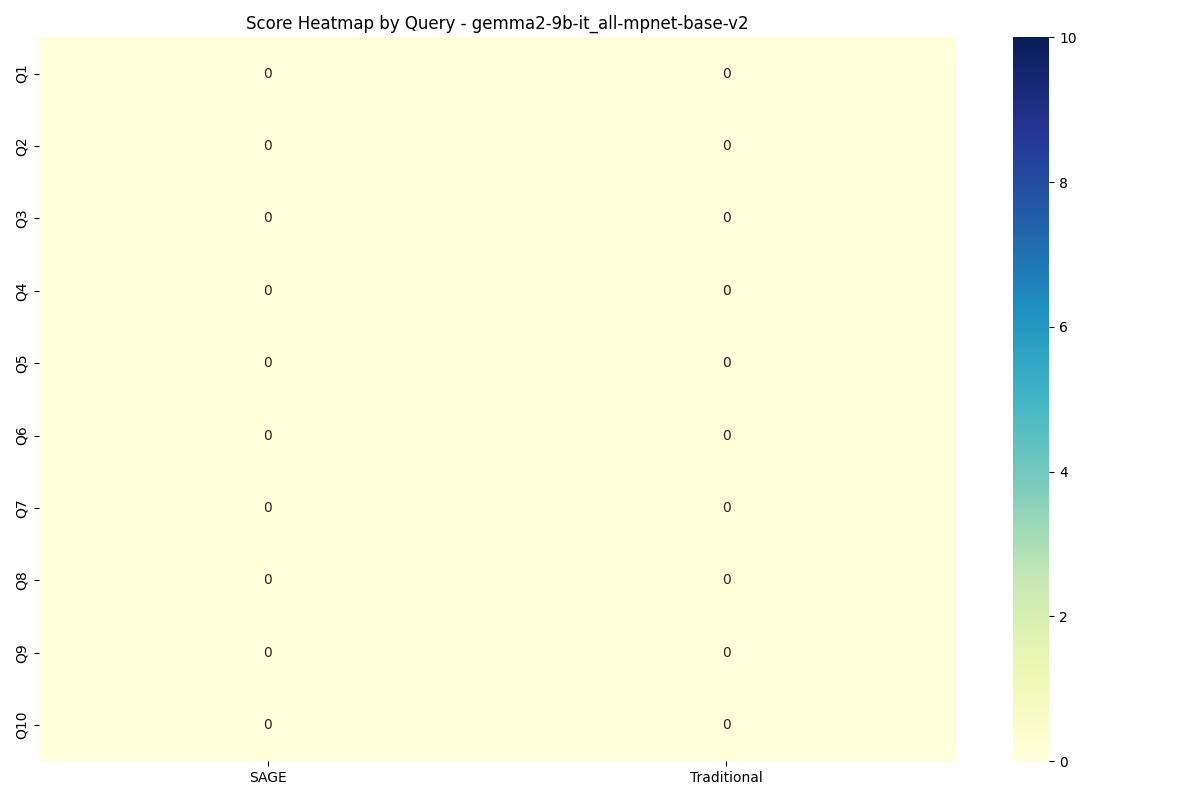 Score Heatmap by Query - gemma2-9b-it_all-mpnet-base-v2
Q1 0 0
Q2 0 0
Q3 0 0
Q4 0 0
Q5 0 0
Q6 0 0
Q7 0 0
Q8 0 0
Q9 0 0
Q10 0 0
SAGE Traditional
10
8
6
4
2
0